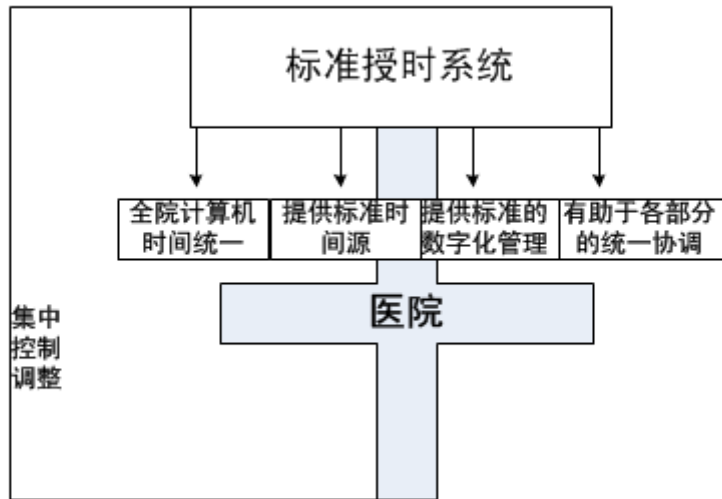 标准授时系统
全院计算机
时间统一
提供标准时
间源
提供标准的
数字化管理
有助于各部分
的统一协调
医院
集中
控制
调整